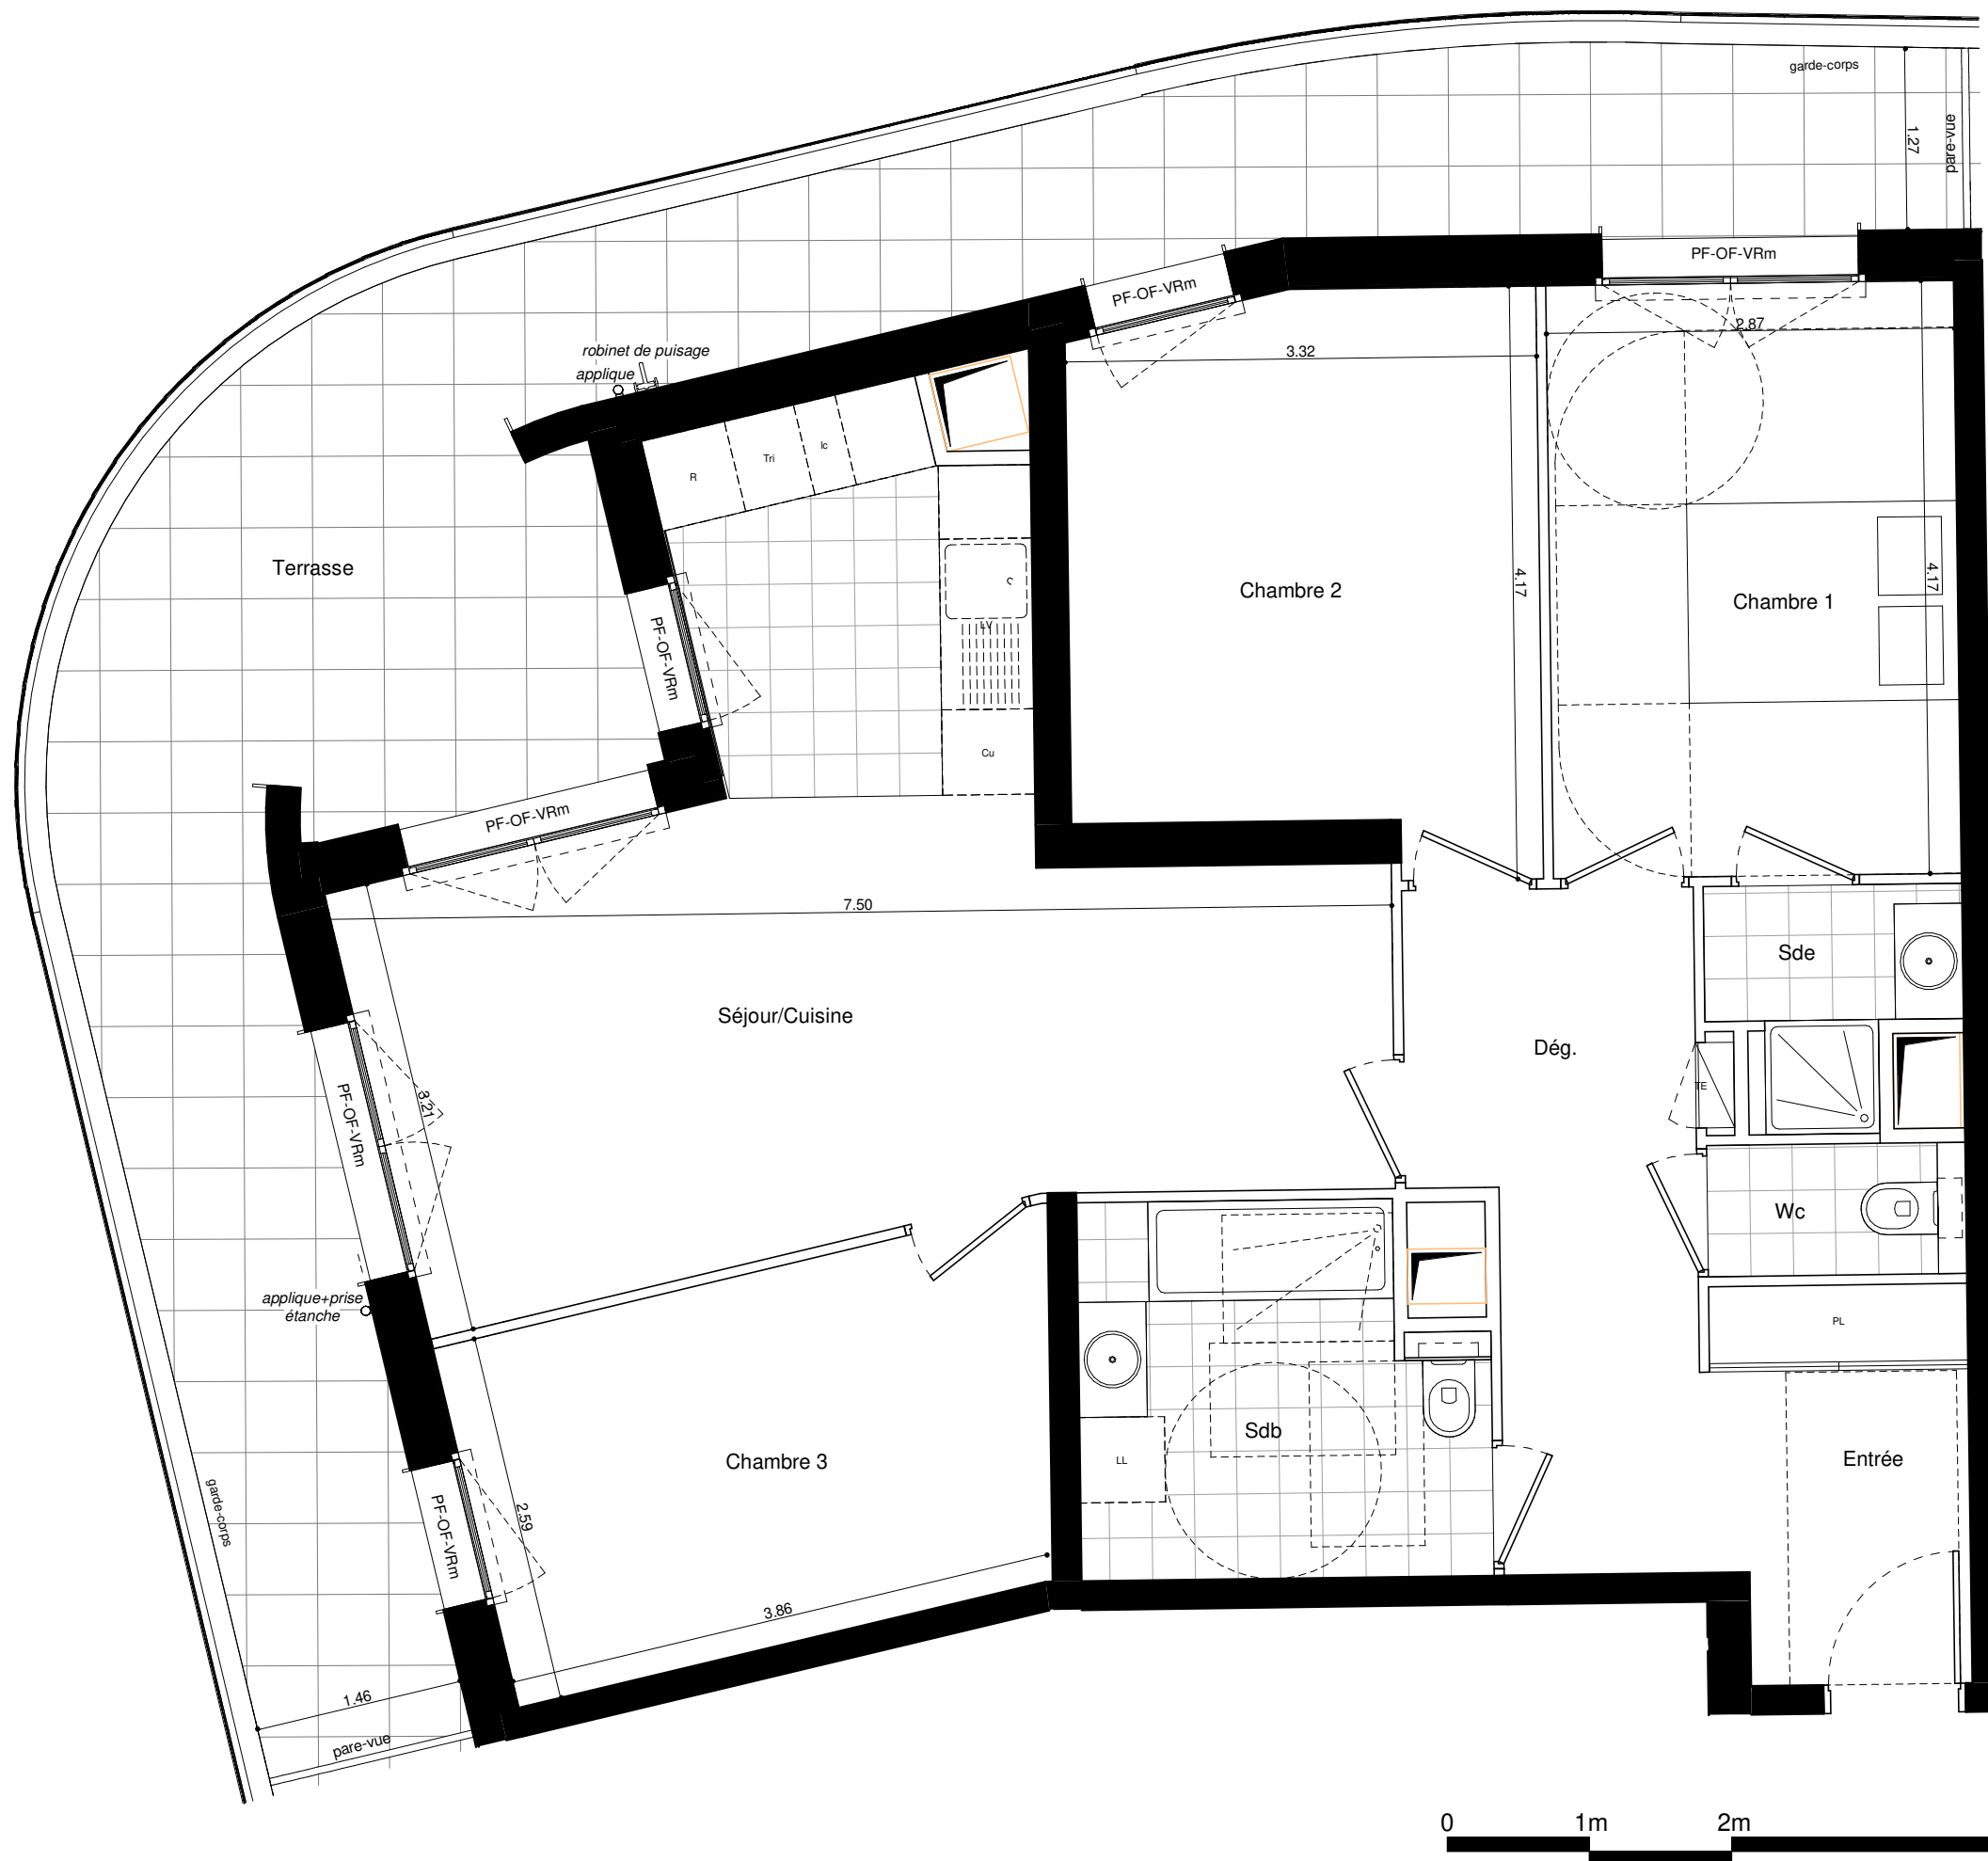 garde-corps
1.27
pare-vue
PF-OF-VRm
PF-OF-VRm
2.87
3.32
robinet de puisage
applique
R
Tri
Ic
Terrasse
LV
Cu
PF-OF-VRm
Chambre 2
4.17
Chambre 1
4.17
PF-OF-VRm
7.50
Séjour/Cuisine
Dég.
Sde
TE
PF-OF-VRm
3.21
Wc
applique+prise
étanche
PL
Chambre 3
Sdb
LL
Entrée
garde-corps
PF-OF-VRm
2.59
3.86
1.46
pare-vue
0 1m 2m